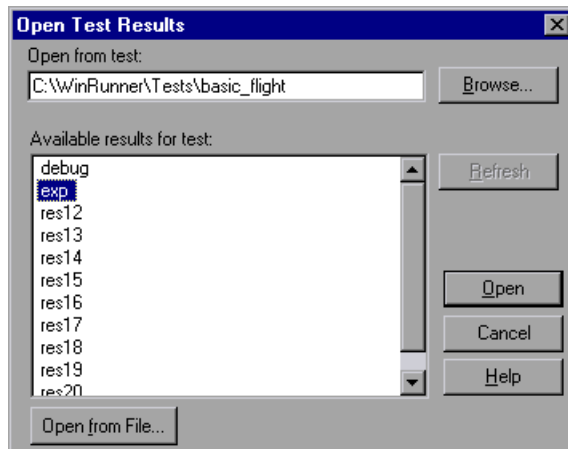 Open Test Results
Open from test:
C:\WinRunner\Tests\basic_flight
Browse...
Available results for test:
debug
exp
res12
res13
res14
res15
res16
res17
res18
res19
res20
Refresh
Open
Cancel
Help
Open from File...